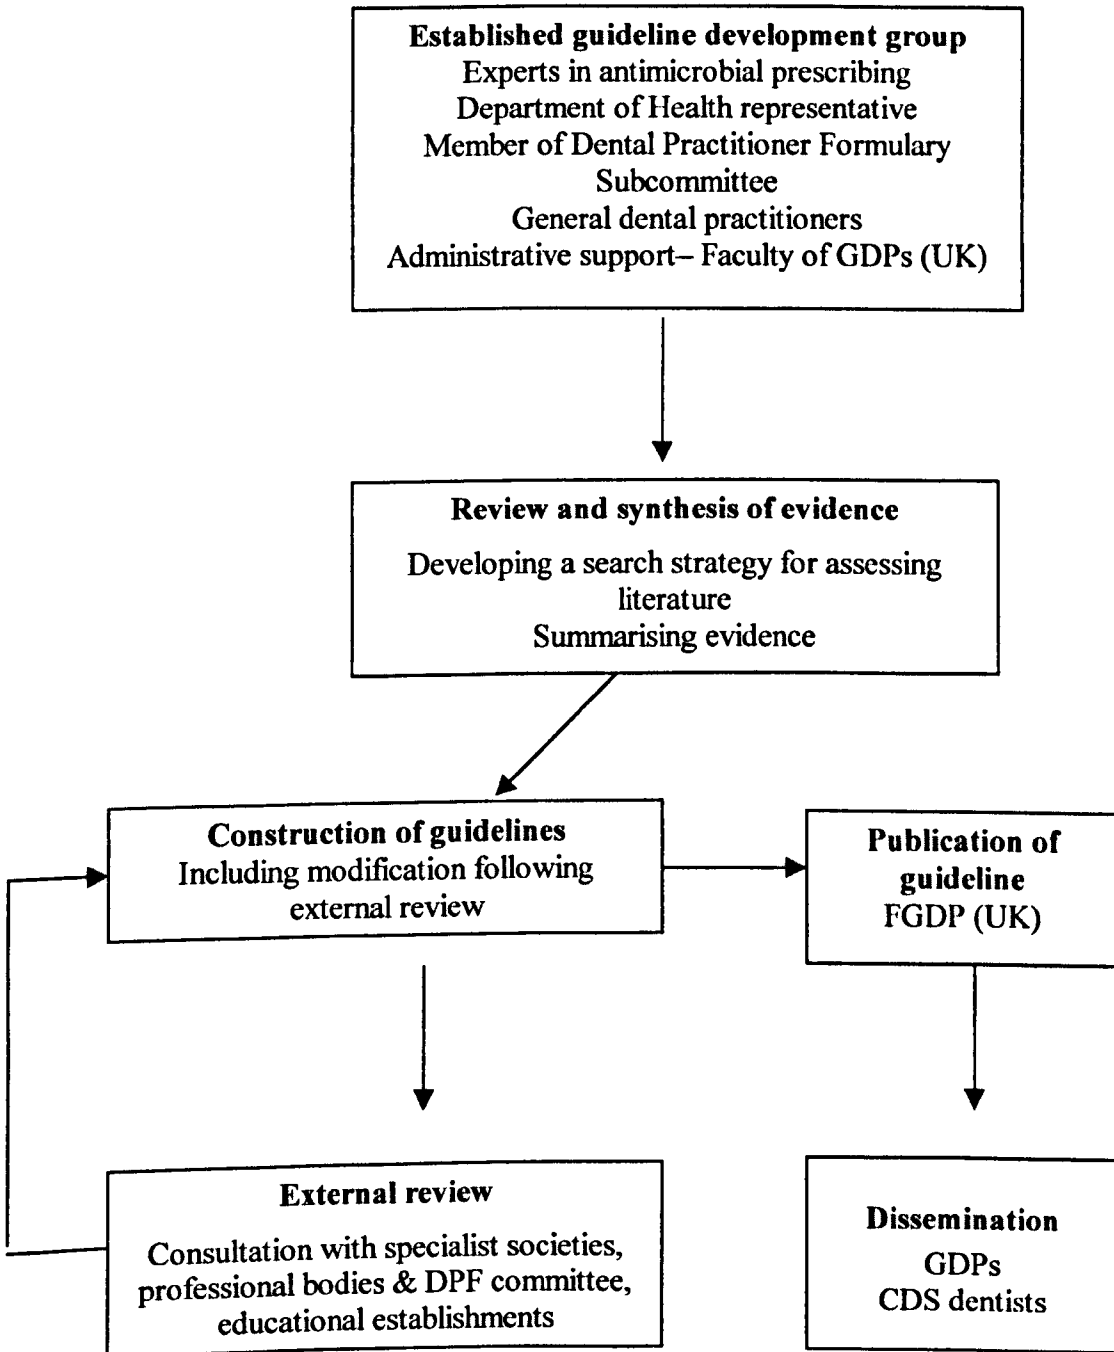 Established guideline development group
Experts in antimicrobial prescribing
Department of Health representative
Member of Dental Practitioner Formulary
Subcommittee
General dental practitioners
Administrative support– Faculty of GDPs (UK)
Review and synthesis of evidence
Developing a search strategy for assessing
literature
Summarising evidence
Construction of guidelines
Including modification following
external review
Publication of
guideline
FGDP (UK)
External review
Consultation with specialist societies,
professional bodies & DPF committee,
educational establishments
Dissemination
GDPs
CDS dentists